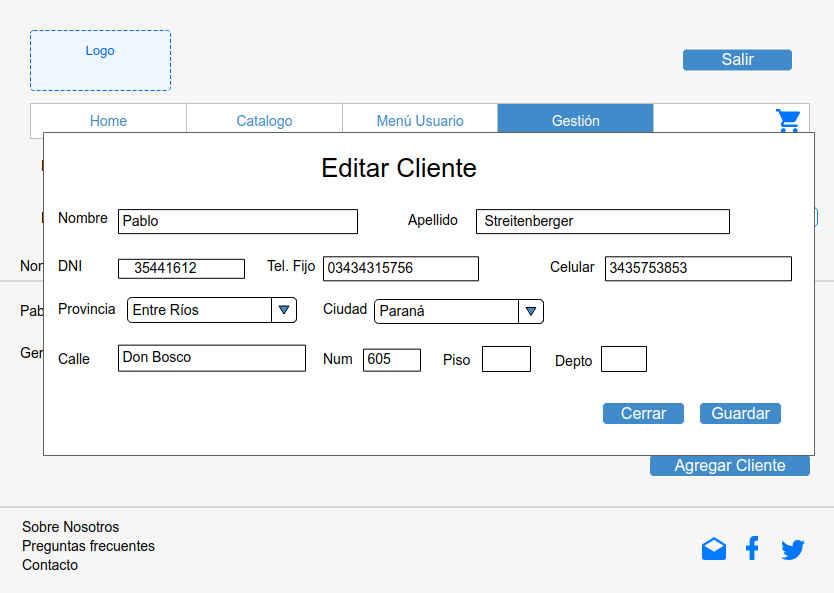 Logo
Salir
Home Catalogo Menú Usuario Gestión
Editar Cliente
Nombre Pablo Apellido Streitenberger
DNI 35441612 Tel. Fijo 03434315756 Celular 3435753853
Provincia Entre Ríos Ciudad Paraná
Calle Don Bosco Num 605 Piso Depto
Cerrar Guardar
Agregar Cliente
Sobre Nosotros
Preguntas frecuentes
Contacto